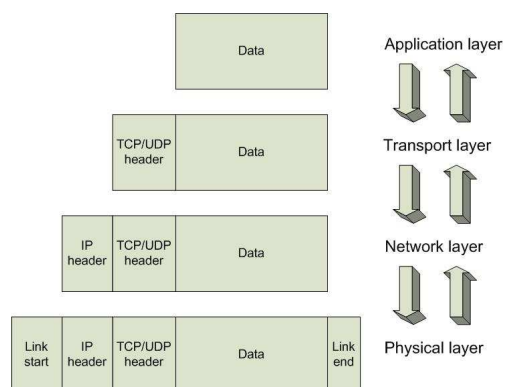 Data
Application layer
TCP/UDP
header
Data
Transport layer
IP
header
TCP/UDP
header
Data
Network layer
Link
start
IP
header
TCP/UDP
header
Data
Link
end
Physical layer